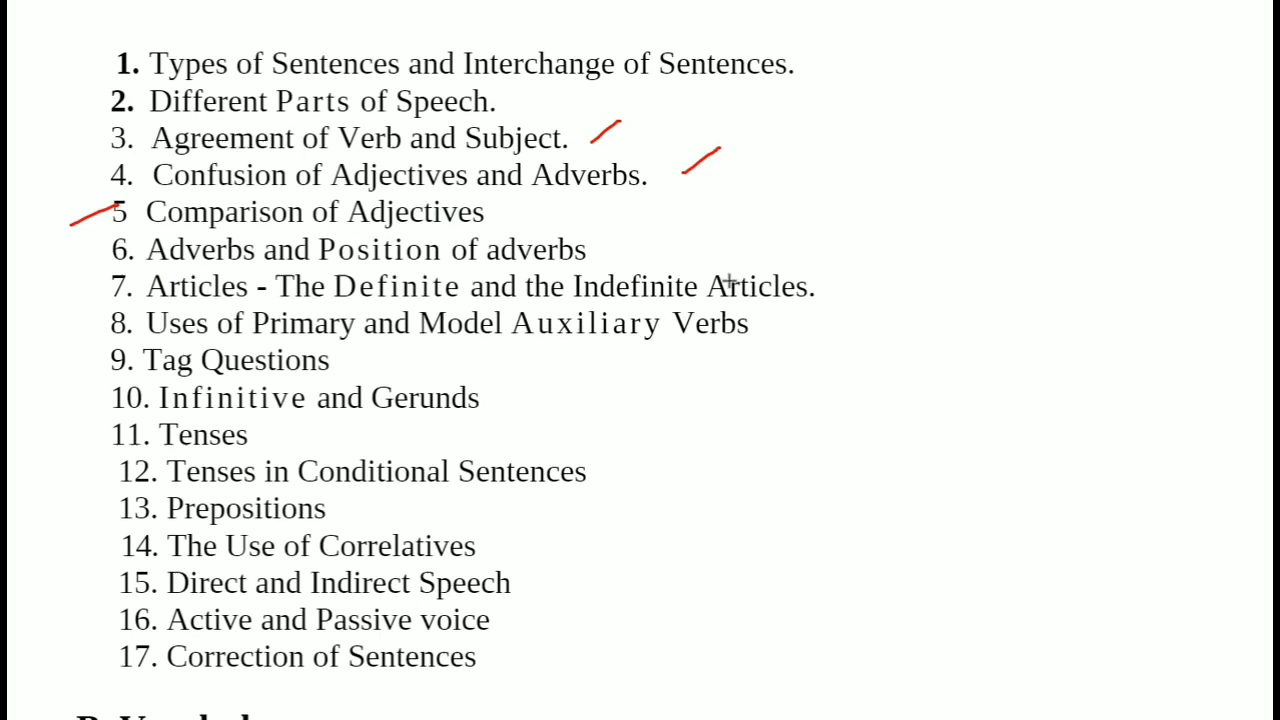 1. Types of Sentences and Interchange of Sentences.
2. Different Parts of Speech.
3. Agreement of Verb and Subject.
4. Confusion of Adjectives and Adverbs.
5 Comparison of Adjectives
6. Adverbs and Position of adverbs
7. Articles - The Definite and the Indefinite Articles.
8. Uses of Primary and Model Auxiliary Verbs
9. Tag Questions
10. Infinitive and Gerunds
11. Tenses
12. Tenses in Conditional Sentences
13. Prepositions
14. The Use of Correlatives
15. Direct and Indirect Speech
16. Active and Passive voice
17. Correction of Sentences